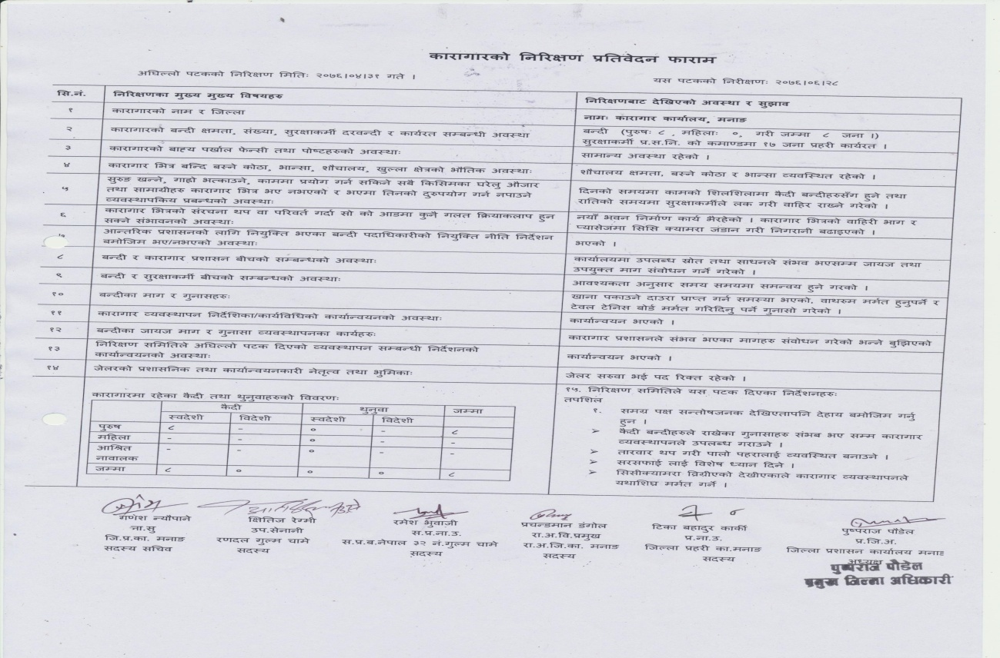 कारागारको निरिक्षण प्रतिवेदन फाराम
अघिल्लो पटकको निरिक्षण मितिः २०७६।०४।३१ गते ।
यस पटकको निरीक्षणः २०७६।०६।२८
सि.नं. निरिक्षणका मुख्य मुख्य विषयहरु निरिक्षणबाट देखिएको अवस्था र सुझाव
१ कारागारको नाम र जिल्ला नामः कारागार कार्यालय, मनाङ
२ कारागारको बन्दी क्षमता, संख्या, सुरक्षाकर्मी दरवन्दी र कार्यरत सम्बन्धी अवस्था बन्दी (पुरुषः ८ , महिलाः ०, गरी जम्मा ८ जना ।)
सुरक्षाकर्मी प्र.स.नि. को कमाण्डमा १७ जना प्रहरी कार्यरत ।
३ कारागारको बाह्य पर्खाल फेन्सी तथा पोष्टहरुको अवस्थाः सामान्य अवस्था रहेको ।
४ कारागार भित्र बन्दि बस्ने कोठा, भान्सा, शौचालय, खुल्ला क्षेत्रको भौतिक अवस्थाः शौचालय क्षमता, बस्ने कोठा र भान्सा व्यवस्थित रहेको ।
५ सुरुङ खन्ने, गाह्रो भत्काउने, काममा प्रयोग गर्न सकिने सबै किसिमका घरेलु औजार
तथा सामाग्रीहरु कारागार भित्र भए नभएको र भएमा तिनको दुरुपयोग गर्न नपाउने
व्यवस्थापकिय प्रबन्धको अवस्थाः
दिनको समयमा कामको शिलशिलामा कैदी बन्दीहरुसँग हुने तथा
रातिको समयमा सुरक्षाकर्मीले लक गरी वाहिर राख्ने गरेको ।
६ कारागार भित्रको संरचना थप वा परिवर्त गर्दा सो को आडमा कुनै गलत क्रियाकलाप हुन
सक्ने संभावनको अवस्थाः
नयाँ भवन निर्माण कार्य भैरहेको । कारागार भित्रको वाहिरी भाग र
प्यासेजमा सिसि क्यामरा जडान गरी निगरानी बढाइएको ।
७ आन्तरिक प्रशासनको लागि नियुक्ति भएका बन्दी पदाधिकारीको नियुक्ति नीति निर्देशन
बमोजिम भए/नभएको अवस्थाः
भएको ।
८ बन्दी र कारागार प्रशासन बीचको सम्बन्धको अवस्थाः कार्यालयमा उपलब्ध स्रोत तथा साधनले संभव भएसम्म जायज तथा
उपयुक्त माग संवोधन गर्ने गरेको ।
९ बन्दी र सुरक्षाकर्मी बीचको सम्बन्धको अवस्थाः आवश्यकता अनुसार समय समयमा समन्वय हुने गरको ।
१० बन्दीका माग र गुनासहरुः खाना पकाउने दाउरा प्राप्त गर्न समस्या भएको, वाथरुम मर्मत हुनुपर्ने र
टेवल टेनिस बोर्ड मर्मत गरिदिनु पर्ने गुनासो गरेको ।
११ कारागार व्यवस्थापन निर्देशिका/कार्यविधिको कार्यान्वयनको अवस्थाः कार्यान्वयन भएको ।
१२ बन्दीका जायज माग र गुनासा व्यवस्थापनका कार्यहरुः कारागार प्रशासनले संभव भएका मागहरु संवोधन गरेको भन्ने बुझिएको
१३ निरिक्षण समितिले अघिल्लो पटक दिएको व्यवस्थापन सम्बन्धी निर्देशनको
कार्यान्वयनको अवस्थाः
कार्यान्वयन भएको ।
१४ जेलरको प्रशासनिक तथा कार्यान्वयनकारी नेतृत्व तथा भुमिकाः जेलर सरुवा भई पद रिक्त रहेको ।
कारागारमा रहेका कैदी तथा थुनुवाहरुको विवरणः
कैदी थुनुवा जम्मा
स्वदेशी विदेशी स्वदेशी विदेशी
पुरुष ८ – ० – ८
महिला – – ० – –
आश्रित – – ० – –
नावालक
जम्मा ८ ० ० ० ८
१५. निरिक्षण समितिले यस पटक दिएका निर्देशनहरुः
तपशिल
१. समग्र पक्ष सन्तोषजनक देखिएतापनि देहाय बमोजिम गर्नु
हुन ।
➢ कैदी बन्दीहरुले राखेका गुनासाहरु संभब भए सम्म कारागार
व्यवस्थापनले उपलब्ध गराउने ।
➢ तारवार थप गरी पालो पहरालाई व्यवस्थित बनाउने ।
➢ सरसफाई लाई विशेष ध्यान दिने ।
➢ सिसीक्यामरा विग्रीएको देखीएकाले कारागार व्यवस्थापनले
यथाशिघ्र मर्मत गर्ने ।
गणेश न्यौपाने
ना.सु
जि.प्र.का. मनाङ
सदस्य सचिव
क्षितिज रेग्मी
उप.सेनानी
रणदल गुल्म चामे
सदस्य
रमेश भुवाजी
स.प्र.ना.उ.
स.प्र.ब.नेपाल ३२ नं.गुल्म चामे
सदस्य
प्रचन्डमान डंगोल
रा.अ.वि.प्रमुख
रा.अ.जि.का. मनाङ
सदस्य
टिका बहादुर कार्की
प्र.ना.उ.
जिल्ला प्रहरी का.मनाङ
सदस्य
पुष्पराज पौडेल
प्र.जि.अ.
जिल्ला प्रशासन कार्यालय मनाङ
अध्यक्ष
पुष्पराज पौडेल
प्रमुख जिल्ला अधिकारी